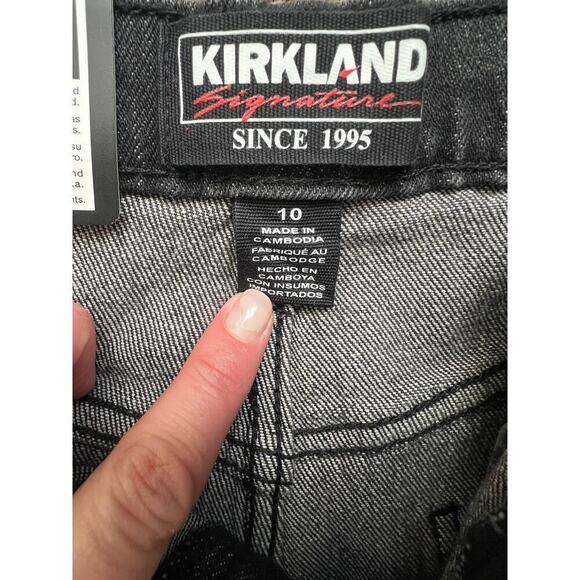 KIRKLAND
Signature
SINCE 1995
10
MADE IN
CAMBODIA
FABRIQUÉ AU
CAMBODGE
HECHO EN
CAMBOYA
CON INSUMOS
IMPORTADOS